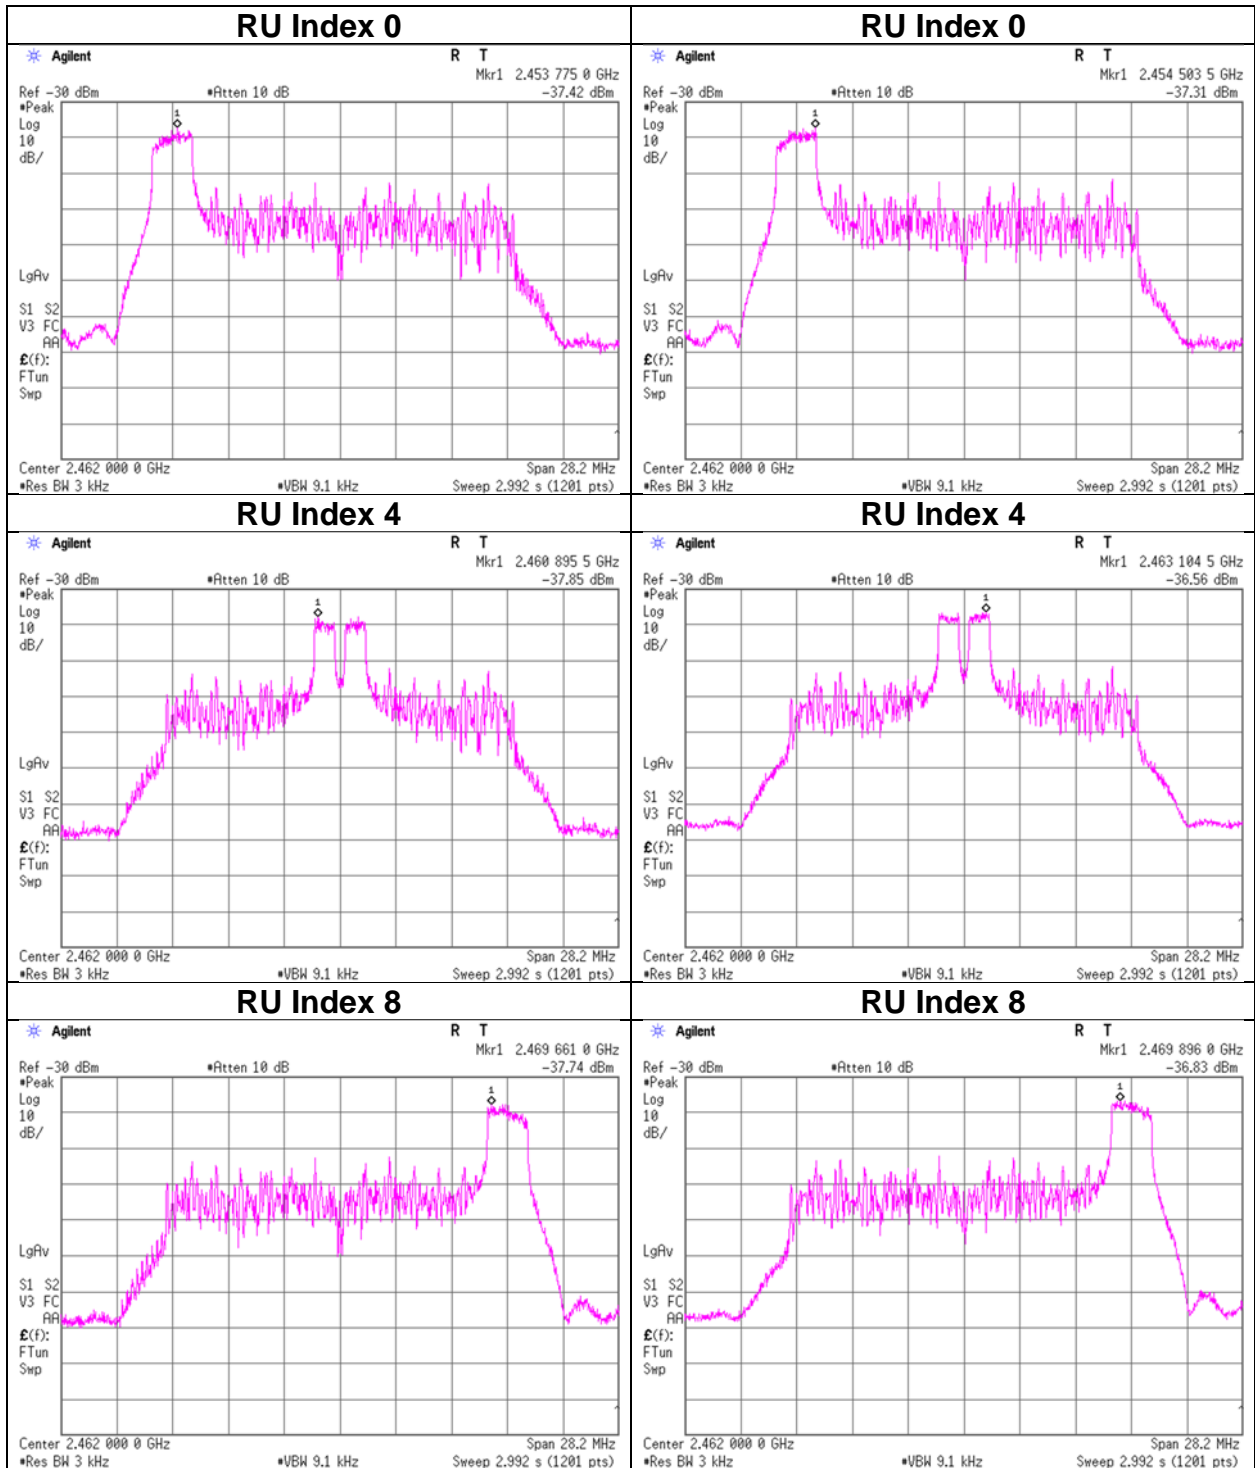 RU Index 0
Agilent
R T
Mkr1 2.453 775 0 GHz
Ref -30 dBm #Atten 10 dB -37.42 dBm
#Peak
Log
10
dB/
1
LgAv
S1 S2
V3 FC
AA
£(f):
FTun
Swp
Center 2.462 000 0 GHz Span 28.2 MHz
#Res BW 3 kHz #VBW 9.1 kHz Sweep 2.992 s (1201 pts)
RU Index 0
Agilent
R T
Mkr1 2.454 503 5 GHz
Ref -30 dBm #Atten 10 dB -37.31 dBm
#Peak
Log
10
dB/
1
LgAv
S1 S2
V3 FC
AA
£(f):
FTun
Swp
Center 2.462 000 0 GHz Span 28.2 MHz
#Res BW 3 kHz #VBW 9.1 kHz Sweep 2.992 s (1201 pts)
RU Index 4
Agilent
R T
Mkr1 2.460 895 5 GHz
Ref -30 dBm #Atten 10 dB -37.85 dBm
#Peak
Log
10
dB/
1
LgAv
S1 S2
V3 FC
AA
£(f):
FTun
Swp
Center 2.462 000 0 GHz Span 28.2 MHz
#Res BW 3 kHz #VBW 9.1 kHz Sweep 2.992 s (1201 pts)
RU Index 4
Agilent
R T
Mkr1 2.463 104 5 GHz
Ref -30 dBm #Atten 10 dB -36.56 dBm
#Peak
Log
10
dB/
1
LgAv
S1 S2
V3 FC
AA
£(f):
FTun
Swp
Center 2.462 000 0 GHz Span 28.2 MHz
#Res BW 3 kHz #VBW 9.1 kHz Sweep 2.992 s (1201 pts)
RU Index 8
Agilent
R T
Mkr1 2.469 661 0 GHz
Ref -30 dBm #Atten 10 dB -37.74 dBm
#Peak
Log
10
dB/
1
LgAv
S1 S2
V3 FC
AA
£(f):
FTun
Swp
Center 2.462 000 0 GHz Span 28.2 MHz
#Res BW 3 kHz #VBW 9.1 kHz Sweep 2.992 s (1201 pts)
RU Index 8
Agilent
R T
Mkr1 2.469 896 0 GHz
Ref -30 dBm #Atten 10 dB -36.83 dBm
#Peak
Log
10
dB/
1
LgAv
S1 S2
V3 FC
AA
£(f):
FTun
Swp
Center 2.462 000 0 GHz Span 28.2 MHz
#Res BW 3 kHz #VBW 9.1 kHz Sweep 2.992 s (1201 pts)